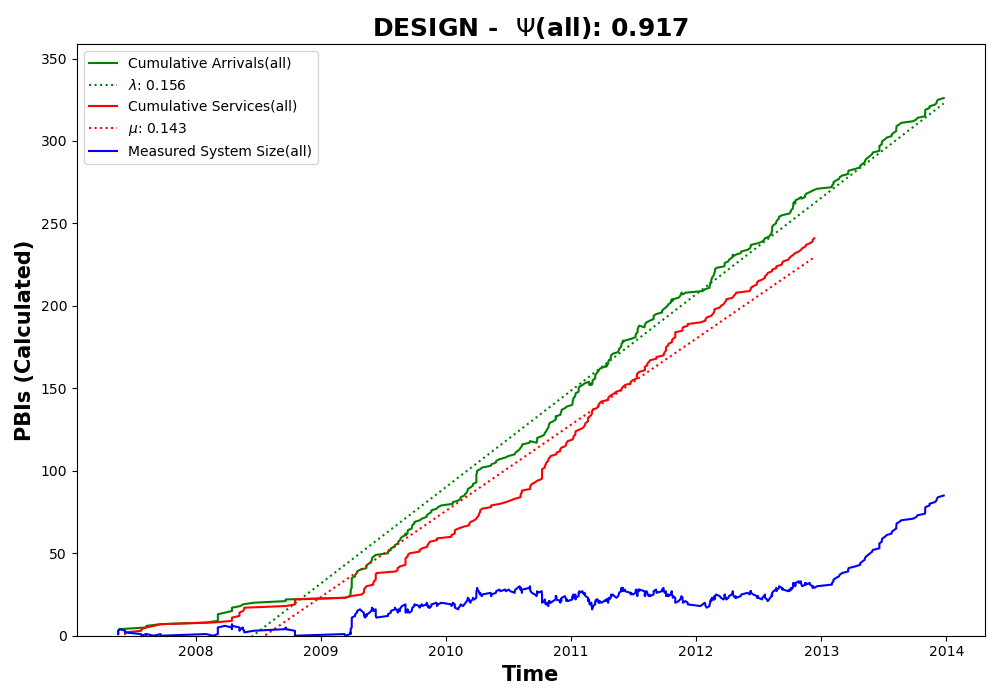 DESIGN - Ψ(all): 0.917
Cumulative Arrivals(all)
λ: 0.156
Cumulative Services(all)
μ: 0.143
Measured System Size(all)
350
300
250
200
150
100
50
0
PBIs (Calculated)
2008 2009 2010 2011 2012 2013 2014
Time